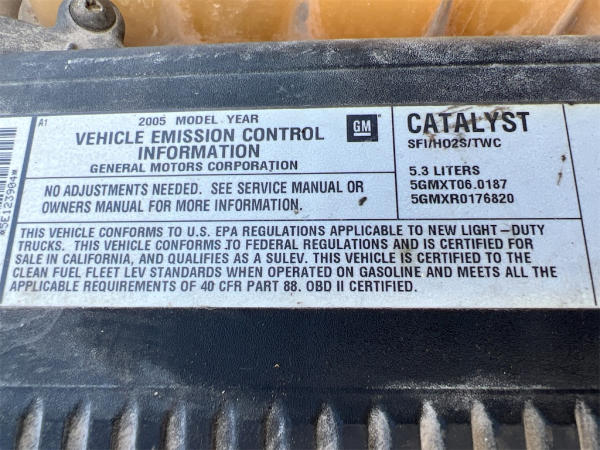 A1
2005 MODEL YEAR
VEHICLE EMISSION CONTROL
INFORMATION
GENERAL MOTORS CORPORATION
GM
NO ADJUSTMENTS NEEDED. SEE SERVICE MANUAL OR
OWNERS MANUAL FOR MORE INFORMATION.
CATALYST
SFI/HO2S/TWC
5.3 LITERS
5GMXT06.0187
5GMXR0176820
THIS VEHICLE CONFORMS TO U.S. EPA REGULATIONS APPLICABLE TO NEW LIGHT-DUTY
TRUCKS. THIS VEHICLE CONFORMS TO FEDERAL REGULATIONS AND IS CERTIFIED FOR
SALE IN CALIFORNIA, AND QUALIFIES AS A SULEV. THIS VEHICLE IS CERTIFIED TO THE
CLEAN FUEL FLEET LEV STANDARDS WHEN OPERATED ON GASOLINE AND MEETS ALL THE
APPLICABLE REQUIREMENTS OF 40 CFR PART 88. OBD II CERTIFIED.
*5E123904*